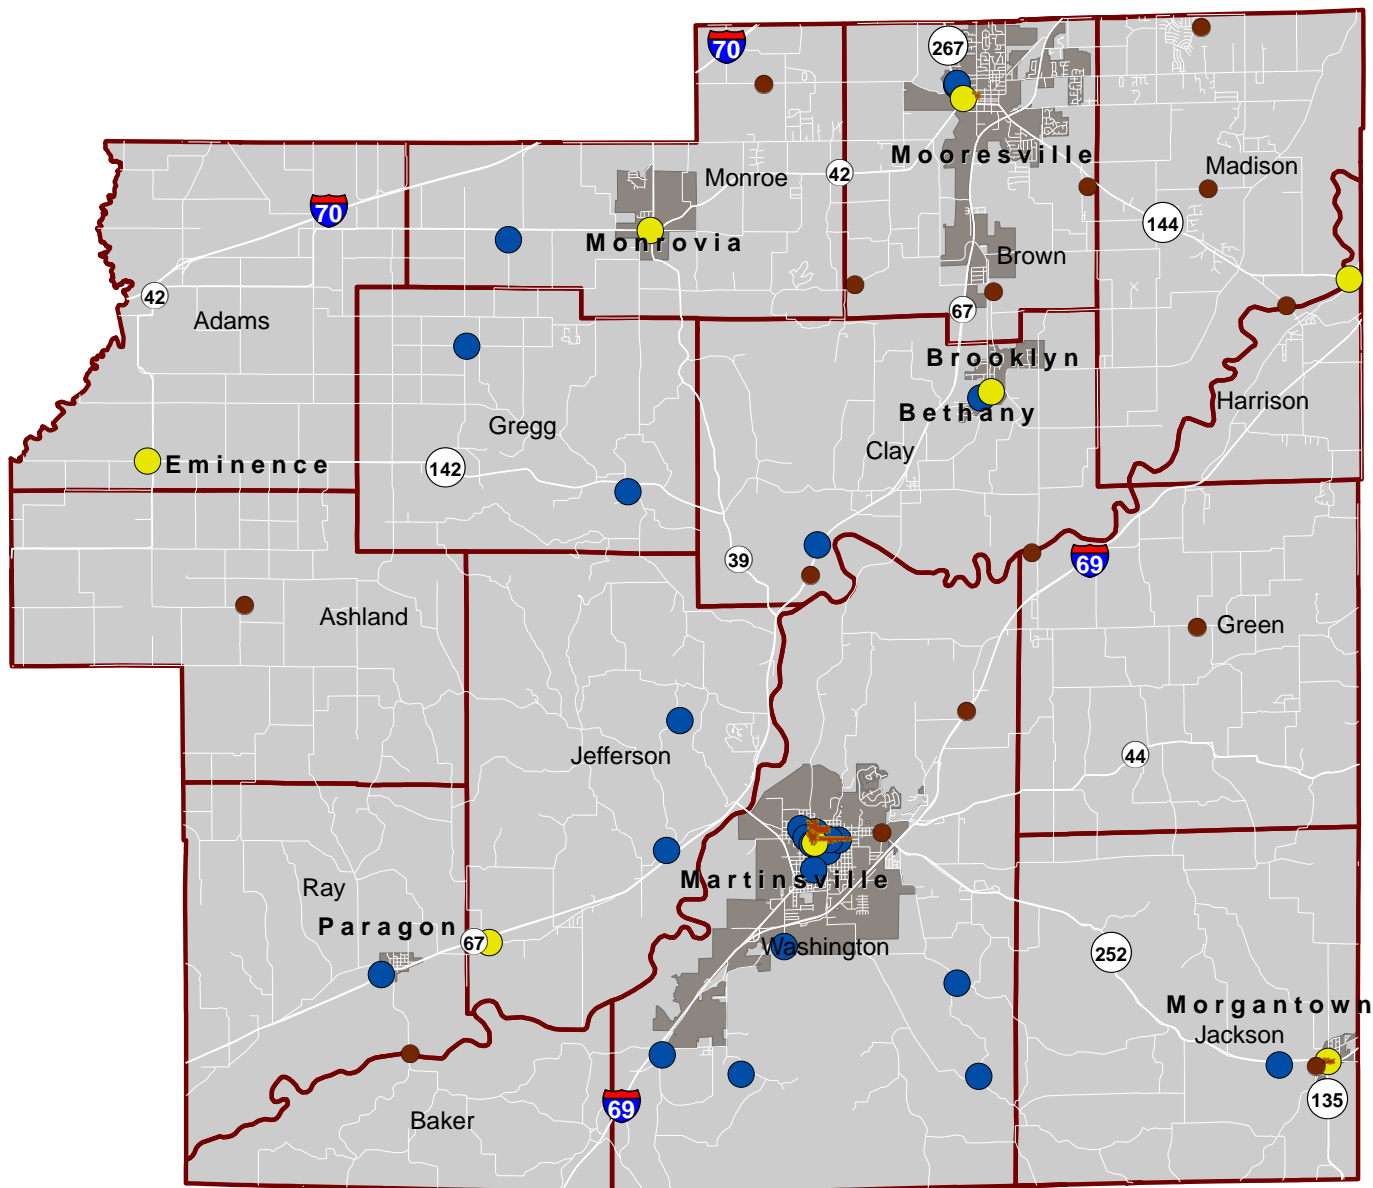 70
267
Mooresville
Madison
42
Monroe
70
144
Monrovia
Brown
42
67
Adams
Brooklyn
Harrison
Bethany
Gregg
Clay
Eminence
142
39
69
Ashland
Green
Jefferson
44
Martinsville
Ray
Paragon
67
Washington
252
Morgantown
Jackson
69
135
Baker